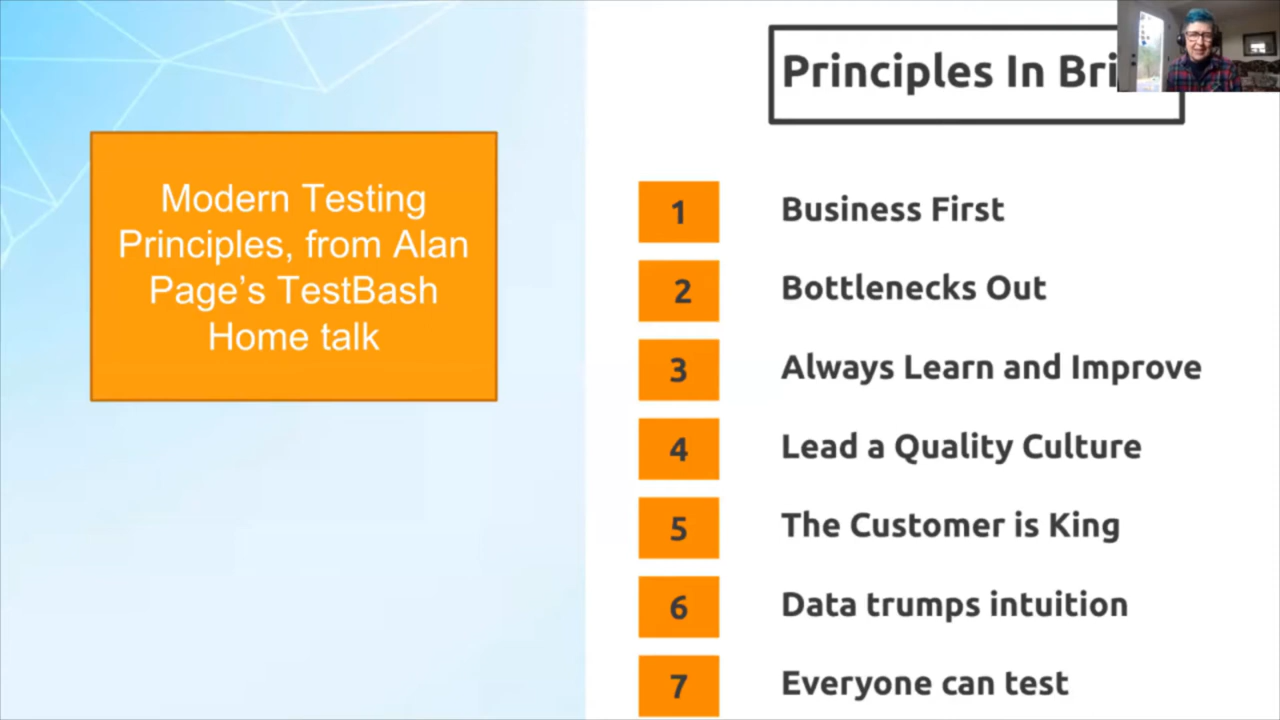 Modern Testing
Principles, from Alan
Page's TestBash
Home talk
Principles In Bri
1 Business First
2 Bottlenecks Out
3 Always Learn and Improve
4 Lead a Quality Culture
5 The Customer is King
6 Data trumps intuition
7 Everyone can test